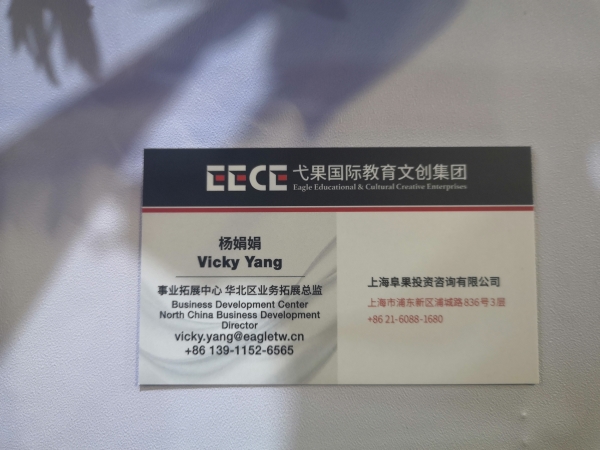 EECE 弋果国际教育文创集团
Eagle Educational & Cultural Creative Enterprises
杨娟娟
Vicky Yang
事业拓展中心 华北区业务拓展总监
Business Development Center
North China Business Development
Director
vicky.yang@eagletw.cn
+86 139-1152-6565
上海阜果投资咨询有限公司
上海市浦东新区浦城路836号3层
+86 21-6088-1680